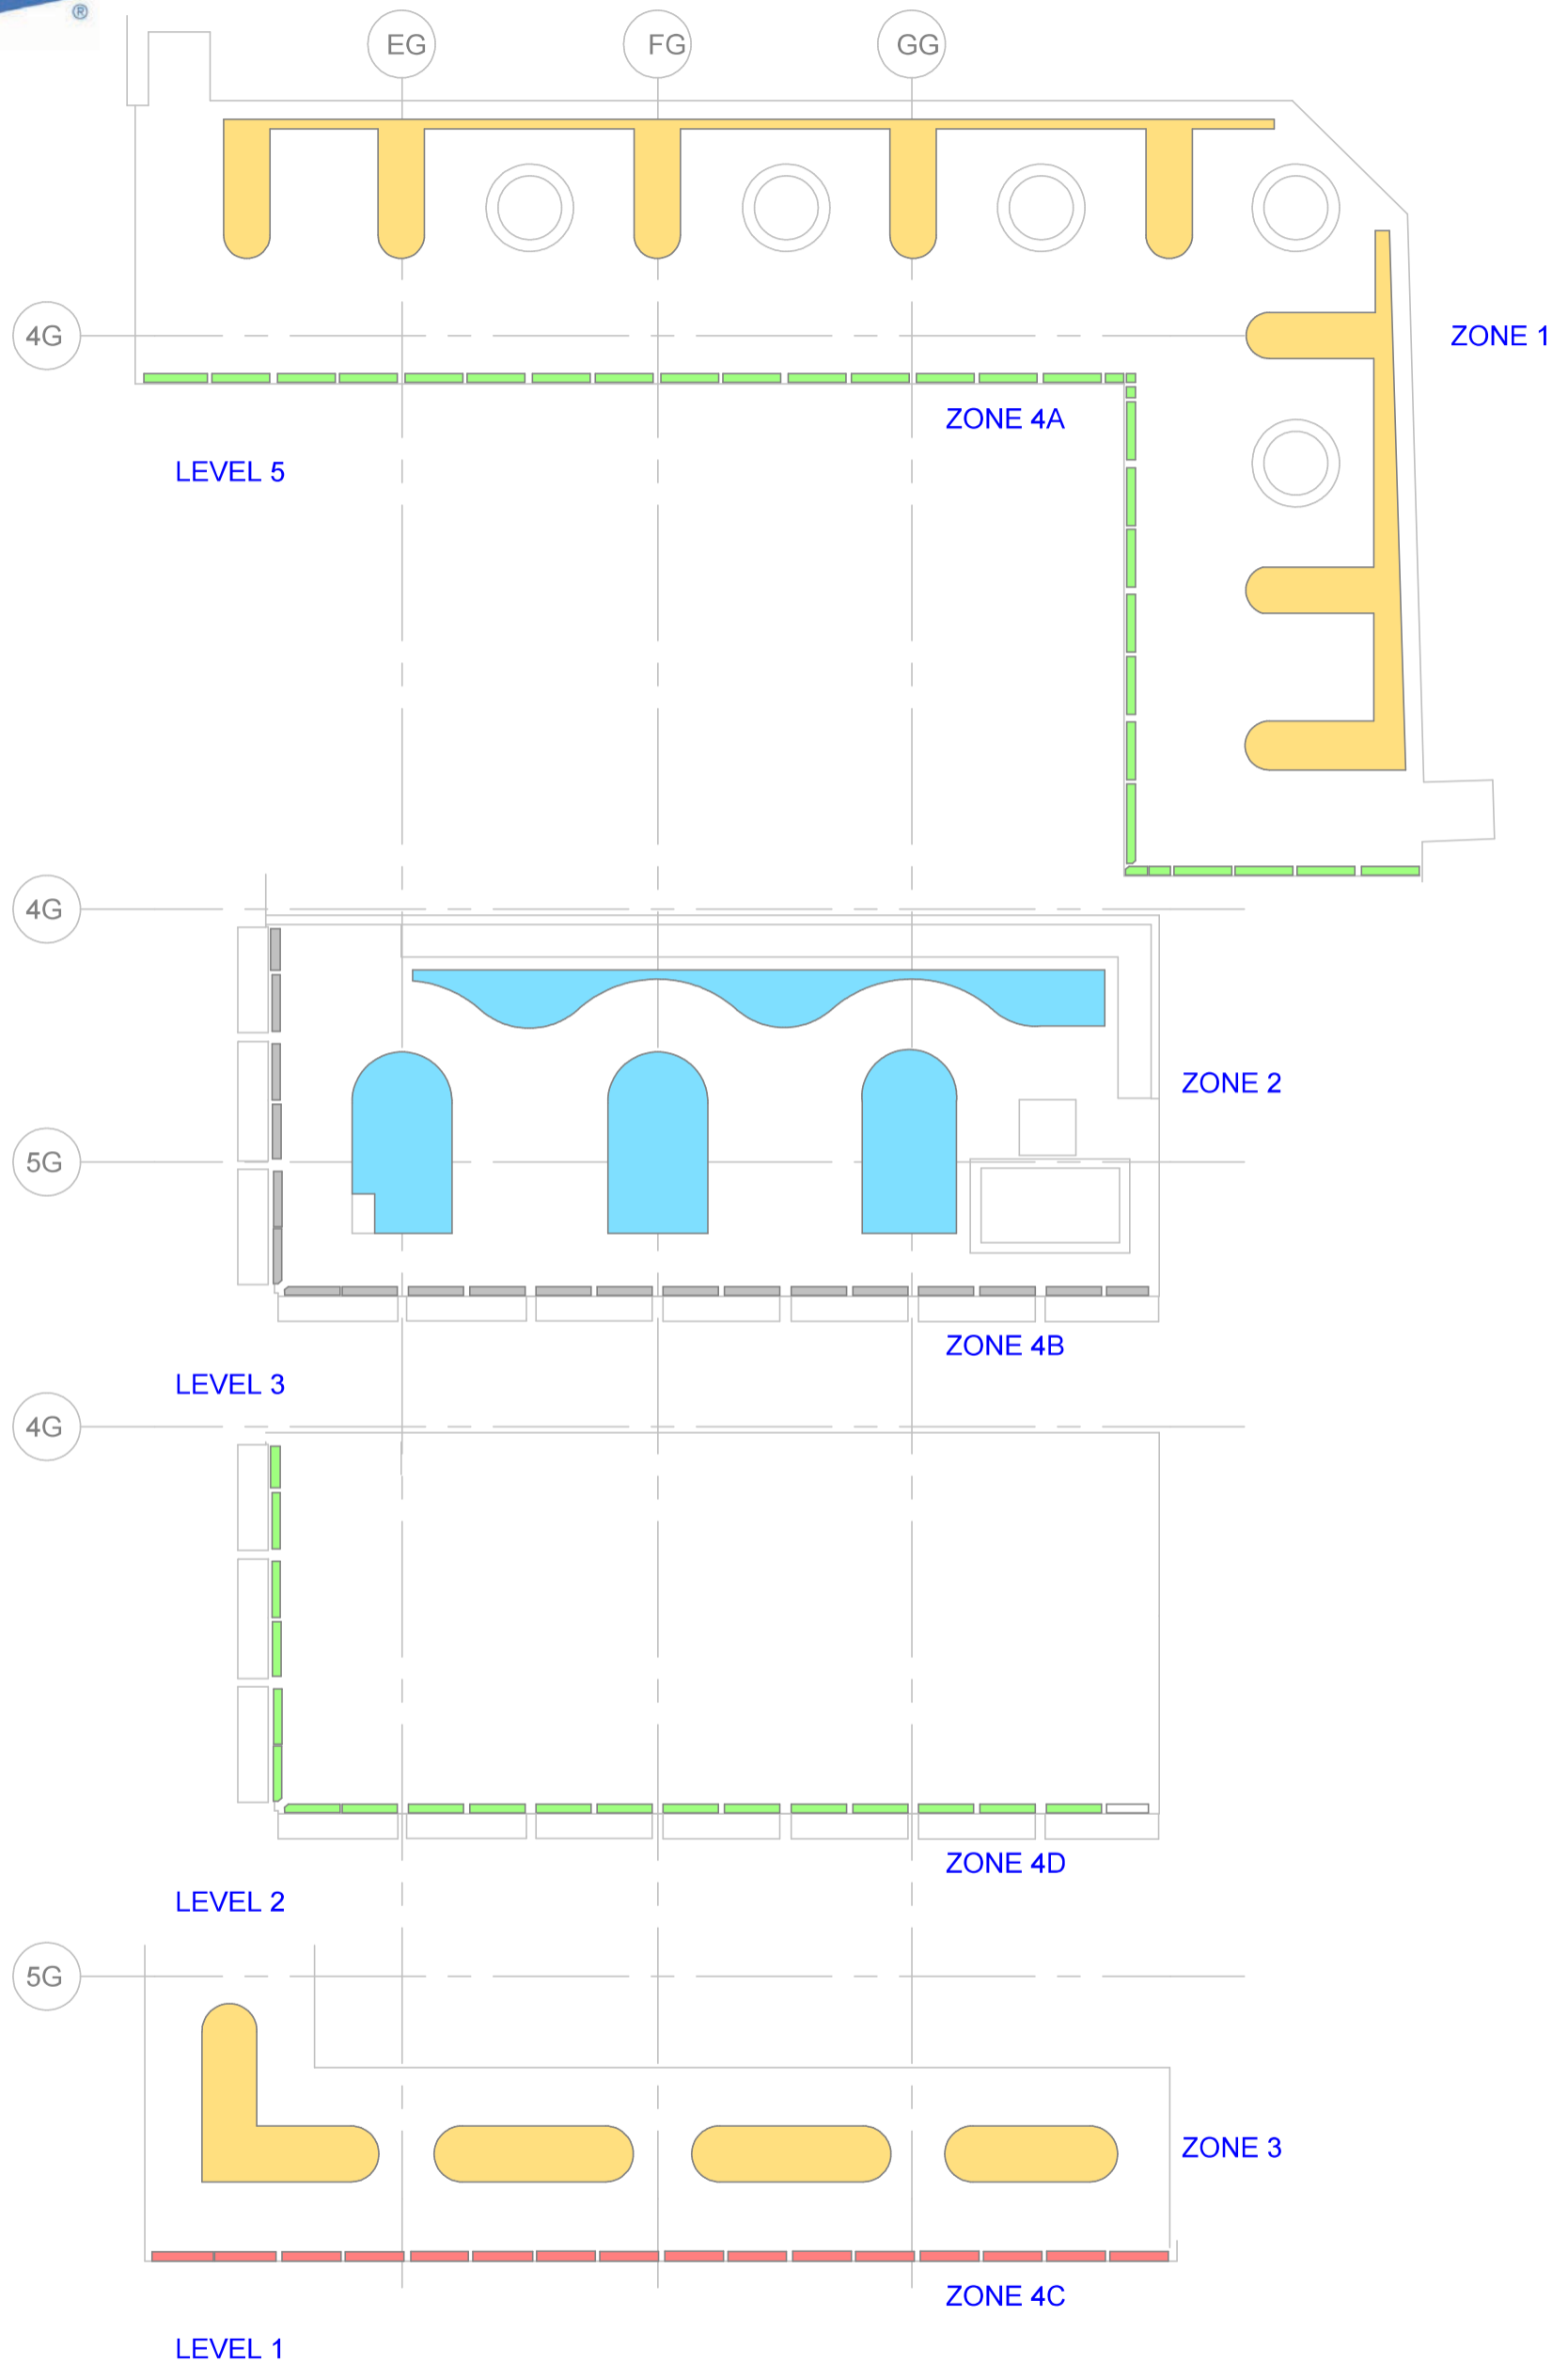 ®
EG FG GG
4G
ZONE 1
ZONE 4A
LEVEL 5
4G
ZONE 2
5G
ZONE 4B
LEVEL 3
4G
ZONE 4D
LEVEL 2
5G
ZONE 3
ZONE 4C
LEVEL 1